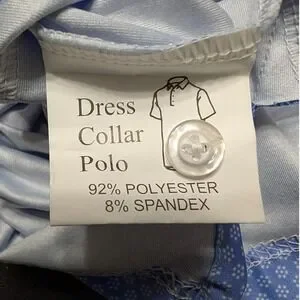 Dress
Collar
Polo
92% POLYESTER
8% SPANDEX